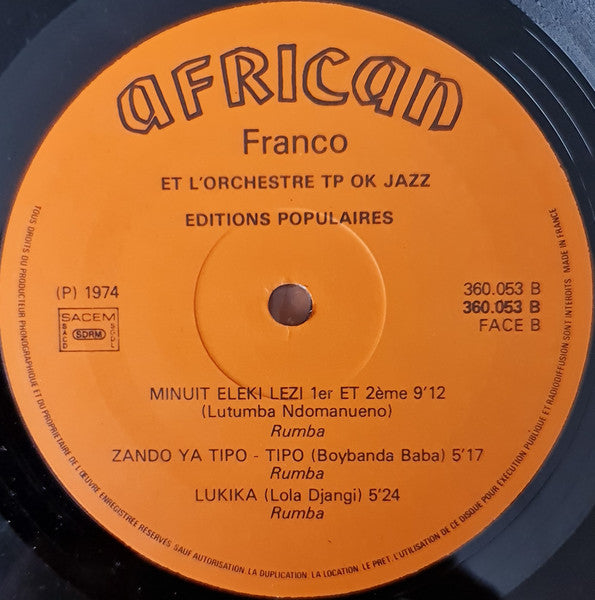 african
Franco
ET L'ORCHESTRE TP OK JAZZ
EDITIONS POPULAIRES
(P) 1974
SACEM
SACD
SDRM
SGDL
360.053 B
360.053 B
FACE B
MINUIT ELEKI LEZI 1er ET 2ème 9'12
(Lutumba Ndomanueno)
Rumba
ZANDO YA TIPO - TIPO (Boybanda Baba) 5'17
Rumba
LUKIKA (Lola Djangi) 5'24
Rumba
TOUS DROITS DU PRODUCTEUR PHONOGRAPHIQUE ET DU PROPRIETAIRE DE L'ŒUVRE ENREGISTREE RESERVES SAUF AUTORISATION. LA DUPLICATION. LA LOCATION. LE PRET. L'UTILISATION DE CE DISQUE POUR EXECUTION PUBLIQUE ET RADIODIFFUSION SONT INTERDITS MADE IN FRANCE